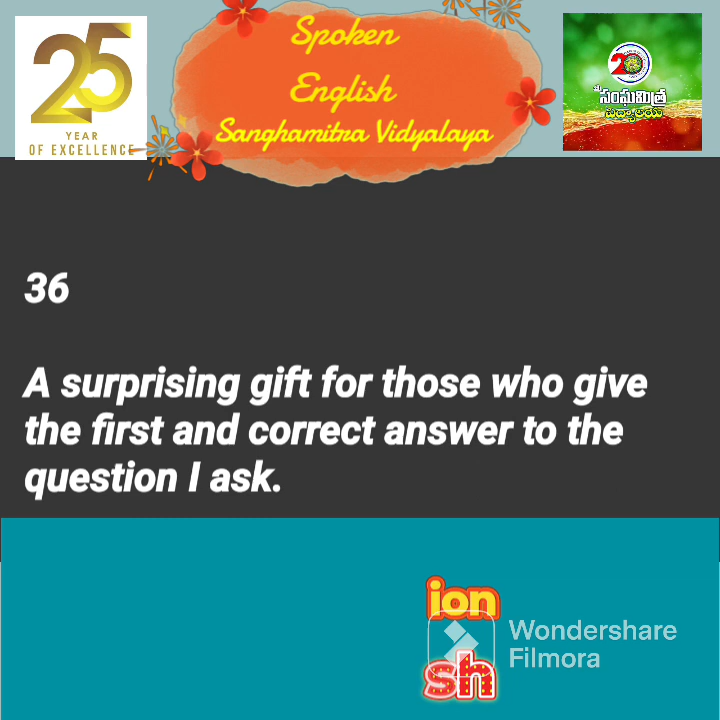 25
YEAR
OF EXCELLENCE
Spoken
English
Sanghamitra Vidyalaya
20
సంఘమిత్ర
విద్యాలయ
36
A surprising gift for those who give
the first and correct answer to the
question I ask.
ion
sh
Wondershare
Filmora